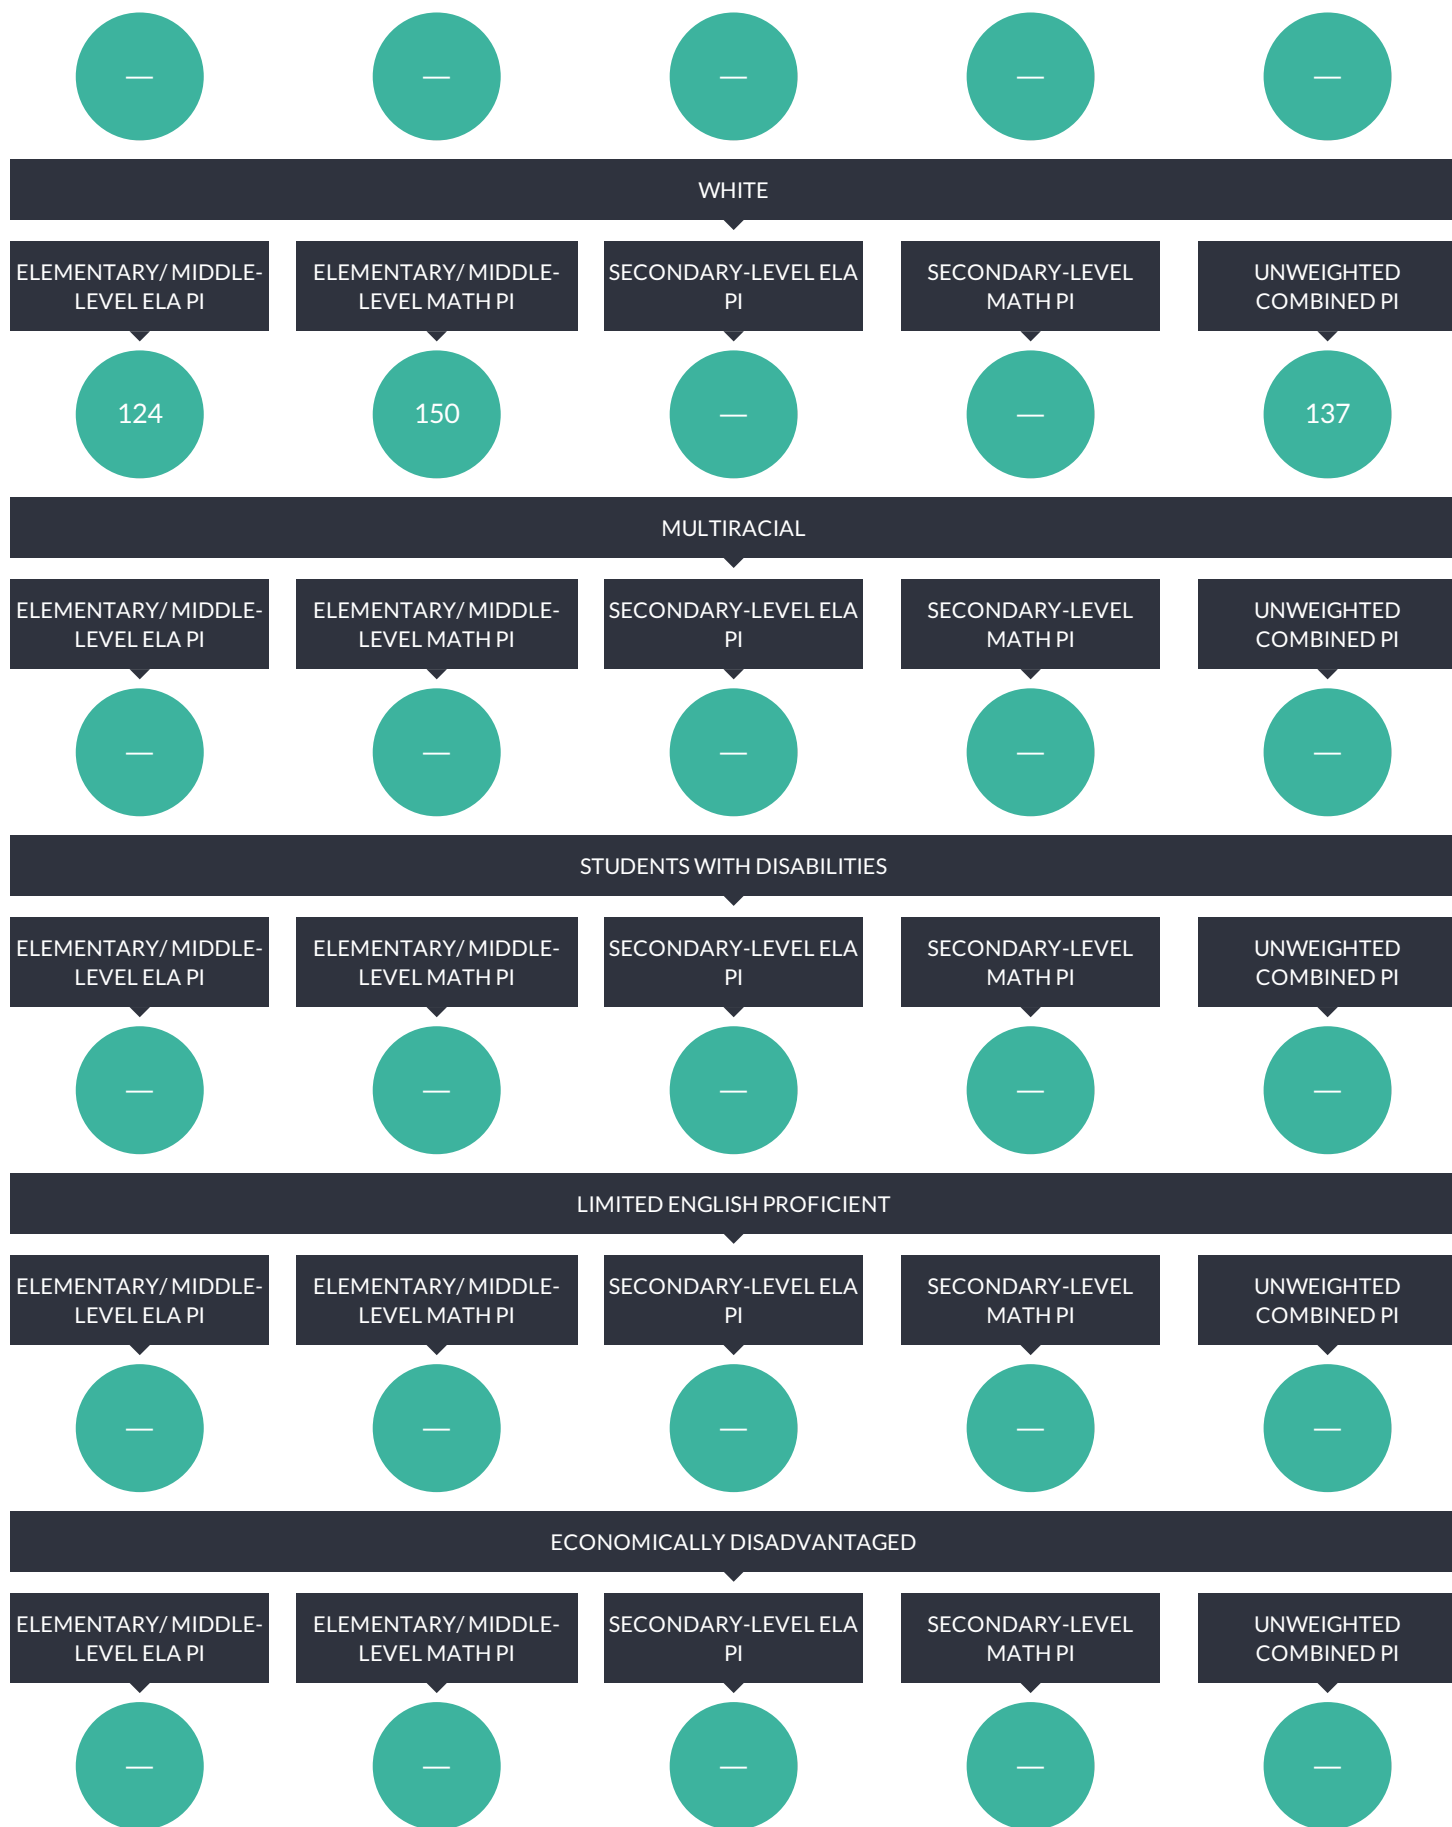 — — — — —
WHITE
ELEMENTARY/ MIDDLE- ELEMENTARY/ MIDDLE- SECONDARY-LEVEL ELA SECONDARY-LEVEL UNWEIGHTED
LEVEL ELA PI LEVEL MATH PI PI MATH PI COMBINED PI
124 150 — — 137
MULTIRACIAL
ELEMENTARY/ MIDDLE- ELEMENTARY/ MIDDLE- SECONDARY-LEVEL ELA SECONDARY-LEVEL UNWEIGHTED
LEVEL ELA PI LEVEL MATH PI PI MATH PI COMBINED PI
— — — — —
STUDENTS WITH DISABILITIES
ELEMENTARY/ MIDDLE- ELEMENTARY/ MIDDLE- SECONDARY-LEVEL ELA SECONDARY-LEVEL UNWEIGHTED
LEVEL ELA PI LEVEL MATH PI PI MATH PI COMBINED PI
— — — — —
LIMITED ENGLISH PROFICIENT
ELEMENTARY/ MIDDLE- ELEMENTARY/ MIDDLE- SECONDARY-LEVEL ELA SECONDARY-LEVEL UNWEIGHTED
LEVEL ELA PI LEVEL MATH PI PI MATH PI COMBINED PI
— — — — —
ECONOMICALLY DISADVANTAGED
ELEMENTARY/ MIDDLE- ELEMENTARY/ MIDDLE- SECONDARY-LEVEL ELA SECONDARY-LEVEL UNWEIGHTED
LEVEL ELA PI LEVEL MATH PI PI MATH PI COMBINED PI
— — — — —